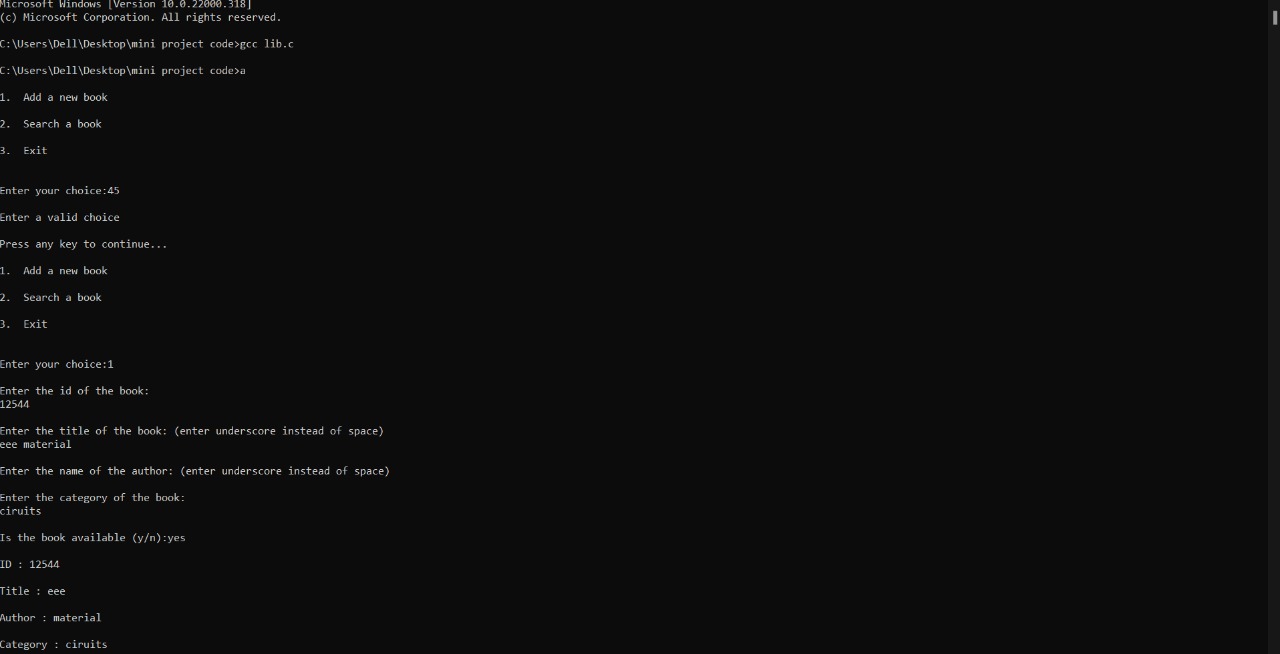 Microsoft Windows [Version 10.0.22000.318]
(c) Microsoft Corporation. All rights reserved.
C:\Users\Dell\Desktop\mini project code>gcc lib.c
C:\Users\Dell\Desktop\mini project code>a
1.  Add a new book
2.  Search a book
3.  Exit
Enter your choice:45
Enter a valid choice
Press any key to continue...
1.  Add a new book
2.  Search a book
3.  Exit
Enter your choice:1
Enter the id of the book:
12544
Enter the title of the book: (enter underscore instead of space)
eee material
Enter the name of the author: (enter underscore instead of space)
Enter the category of the book:
ciruits
Is the book available (y/n):yes
ID : 12544
Title : eee
Author : material
Category : ciruits